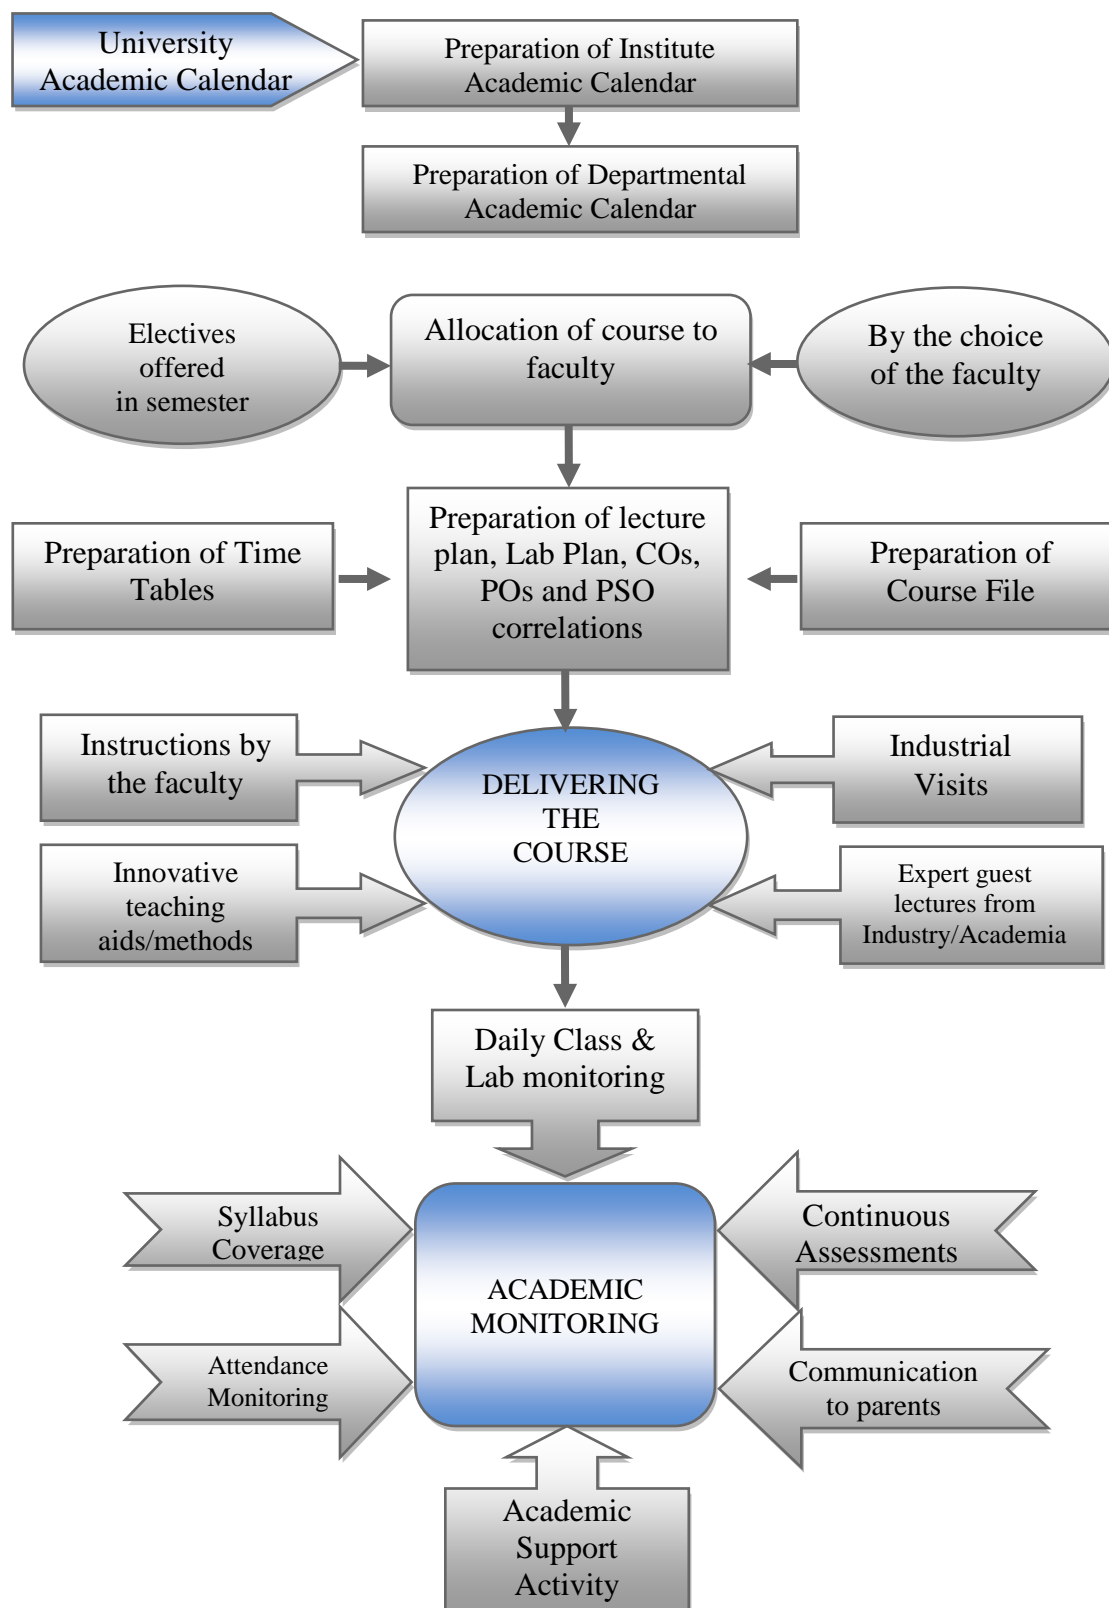 University
Academic Calendar
Preparation of Institute
Academic Calendar
Preparation of Departmental
Academic Calendar
Electives
offered
in semester
Allocation of course to
faculty
By the choice
of the faculty
Preparation of Time
Tables
Preparation of lecture
plan, Lab Plan, COs,
POs and PSO
correlations
Preparation of
Course File
Instructions by
the faculty
DELIVERING
THE
COURSE
Industrial
Visits
Innovative
teaching
aids/methods
Expert guest
lectures from
Industry/Academia
Daily Class &
Lab monitoring
Syllabus
Coverage
Continuous
Assessments
ACADEMIC
MONITORING
Attendance
Monitoring
Communication
to parents
Academic
Support
Activity